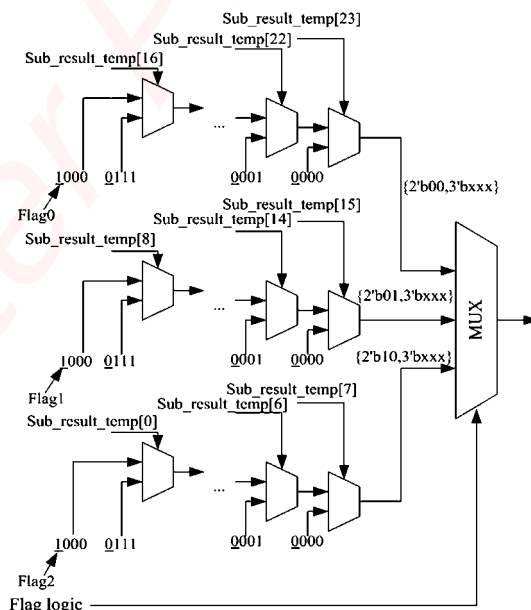 Sub_result_temp[23]
Sub_result_temp[22]
Sub_result_temp[16]
...
1000 0111 0001 0000
Flag0
{2'b00,3'bxxx}
Sub_result_temp[15]
Sub_result_temp[14]
Sub_result_temp[8]
...
{2'b01,3'bxxx}
MUX
1000 0111 0001 0000
Flag1
{2'b10,3'bxxx}
Sub_result_temp[7]
Sub_result_temp[6]
Sub_result_temp[0]
...
1000 0111 0001 0000
Flag2
Flag logic